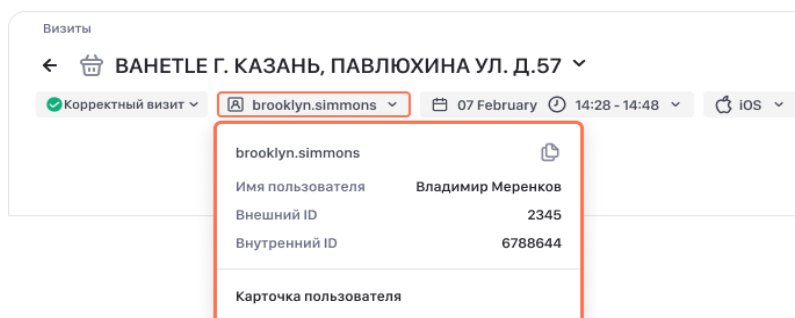 Визиты
BAHETLE Г. КАЗАНЬ, ПАВЛЮХИНА УЛ. Д.57
Корректный визит brooklyn.simmons 07 February 14:28 - 14:48 iOS
brooklyn.simmons
Имя пользователя Владимир Меренков
Внешний ID 2345
Внутренний ID 6788644
Карточка пользователя